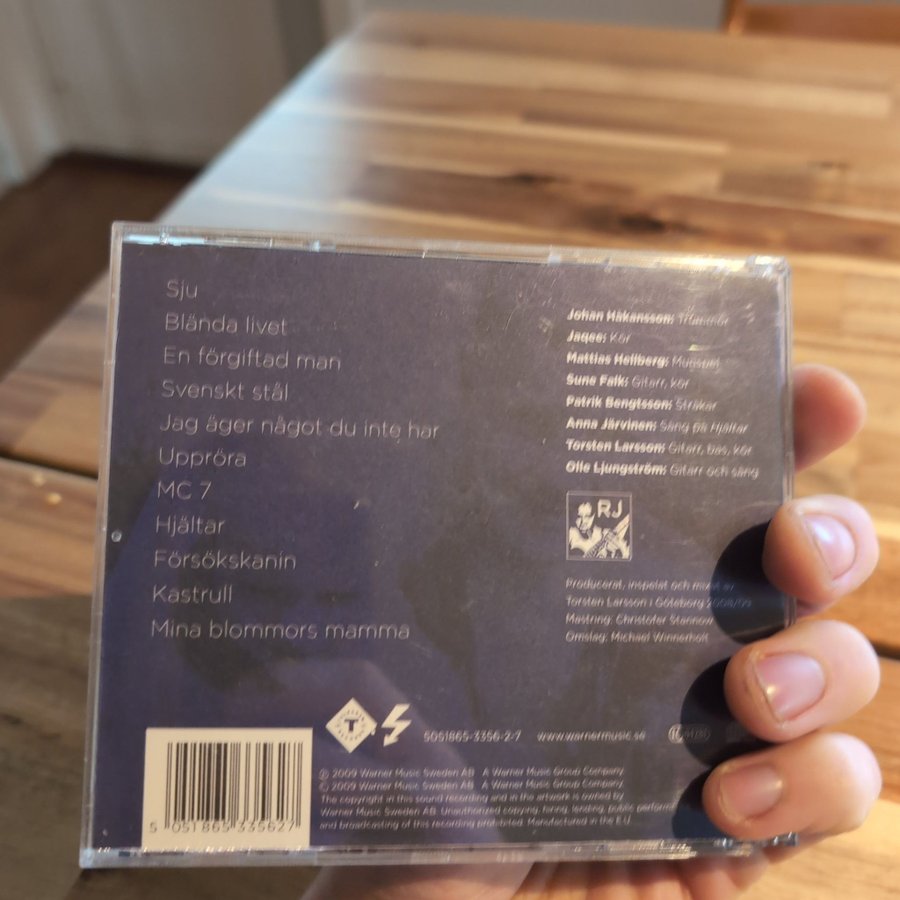 Sju
Blända livet
En förgiftad man
Svenskt stål
Jag äger något du inte har
Uppröra
MC 7
Hjältar
Försökskanin
Kastrull
Mina blommors mamma
Johan Håkansson: Trummor
Jaqee: Kör
Mattias Hellberg: Munspel
Sune Falk: Gitarr, kör
Patrik Bengtsson: Stråkar
Anna Järvinen: Sång på Hjältar
Torsten Larsson: Gitarr, bas, kör
Olle Ljungström: Gitarr och sång
RJ
Producerat, inspelat och mixat av
Torsten Larsson i Göteborg 2008/09
Mastring: Christofer Stannow
Omslag: Michael Winnerholt
T
5051865-3356-2-7 www.warnermusic.se
℗ 2009 Warner Music Sweden AB A Warner Music Group Company
© 2009 Warner Music Sweden AB A Warner Music Group Company.
The copyright in this sound recording and in the artwork is owned by
Warner Music Sweden AB. Unauthorized copying, hiring, lending, public
and broadcasting of this recording prohibited. Manufactured in the E.U.
5 051865 335627